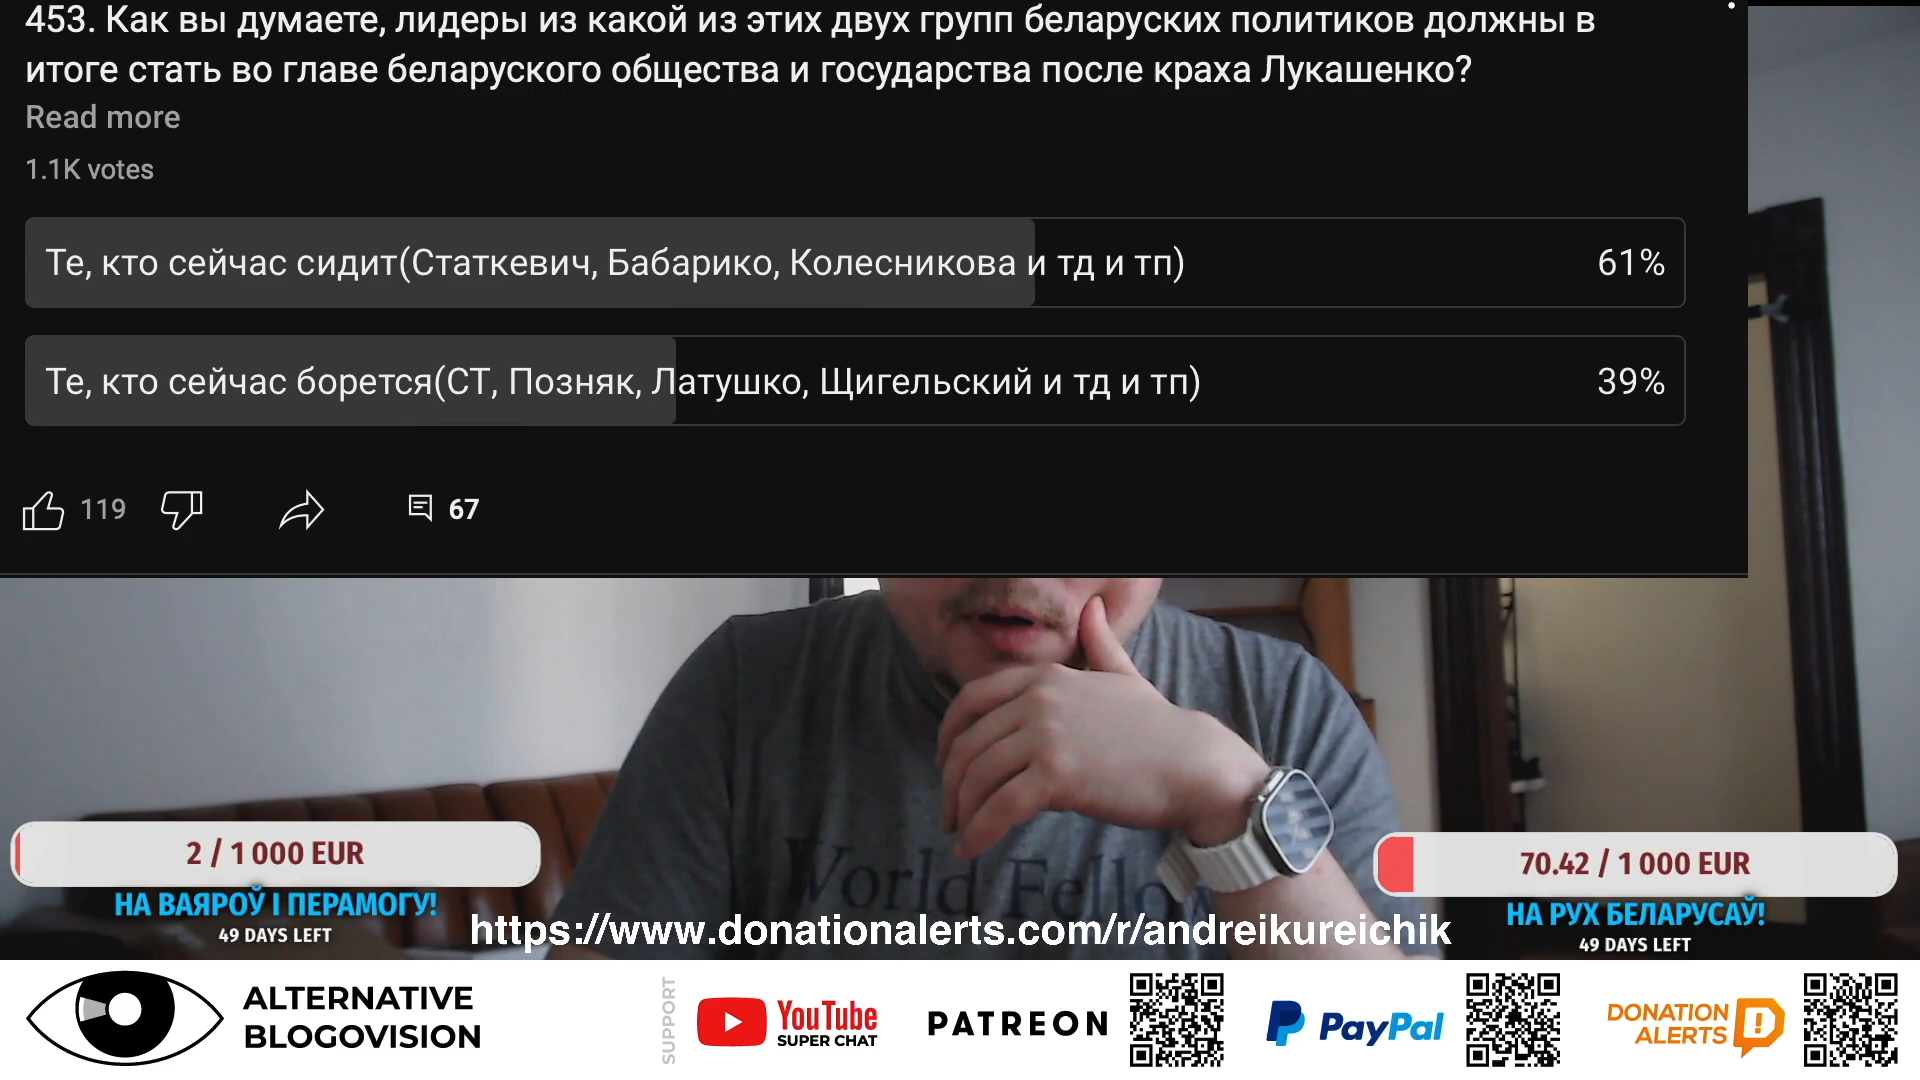 453. Как вы думаете, лидеры из какой из этих двух групп беларуских политиков должны в
итоге стать во главе беларуского общества и государства после краха Лукашенко?
Read more
1.1K votes
Те, кто сейчас сидит(Статкевич, Бабарико, Колесникова и тд и тп) 61%
Те, кто сейчас борется(СТ, Позняк, Латушко, Щигельский и тд и тп) 39%
119 67
2 / 1 000 EUR
НА ВАЯРОЎ І ПЕРАМОГУ!
49 DAYS LEFT
World Fellow
70.42 / 1 000 EUR
НА РУХ БЕЛАРУСАЎ!
49 DAYS LEFT
https://www.donationalerts.com/r/andreikureichik
ALTERNATIVE
BLOGOVISION
SUPPORT
YouTube
SUPER CHAT
PATREON
PayPal
DONATION
ALERTS